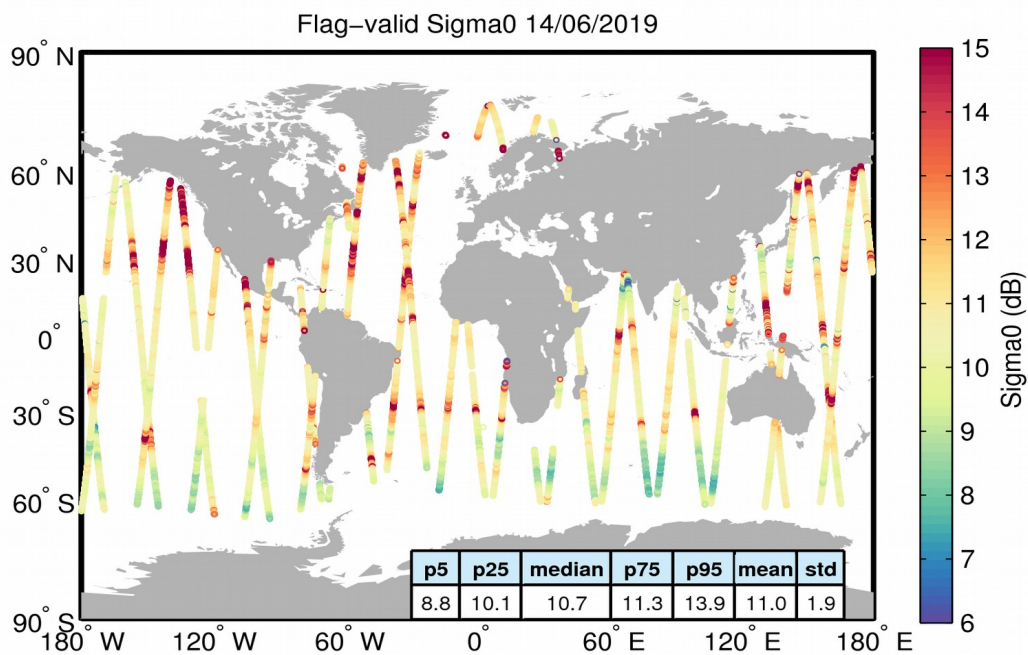 Flag−valid Sigma0 14/06/2019
90° N
60° N
30° N
0°
30° S
60° S
90° S
180° W
120° W
60° W
0°
60° E
120° E
180° E
15
14
13
12
11
10
9
8
7
6
Sigma0 (dB)
p5 p25 median p75 p95 mean std
8.8 10.1 10.7 11.3 13.9 11.0 1.9